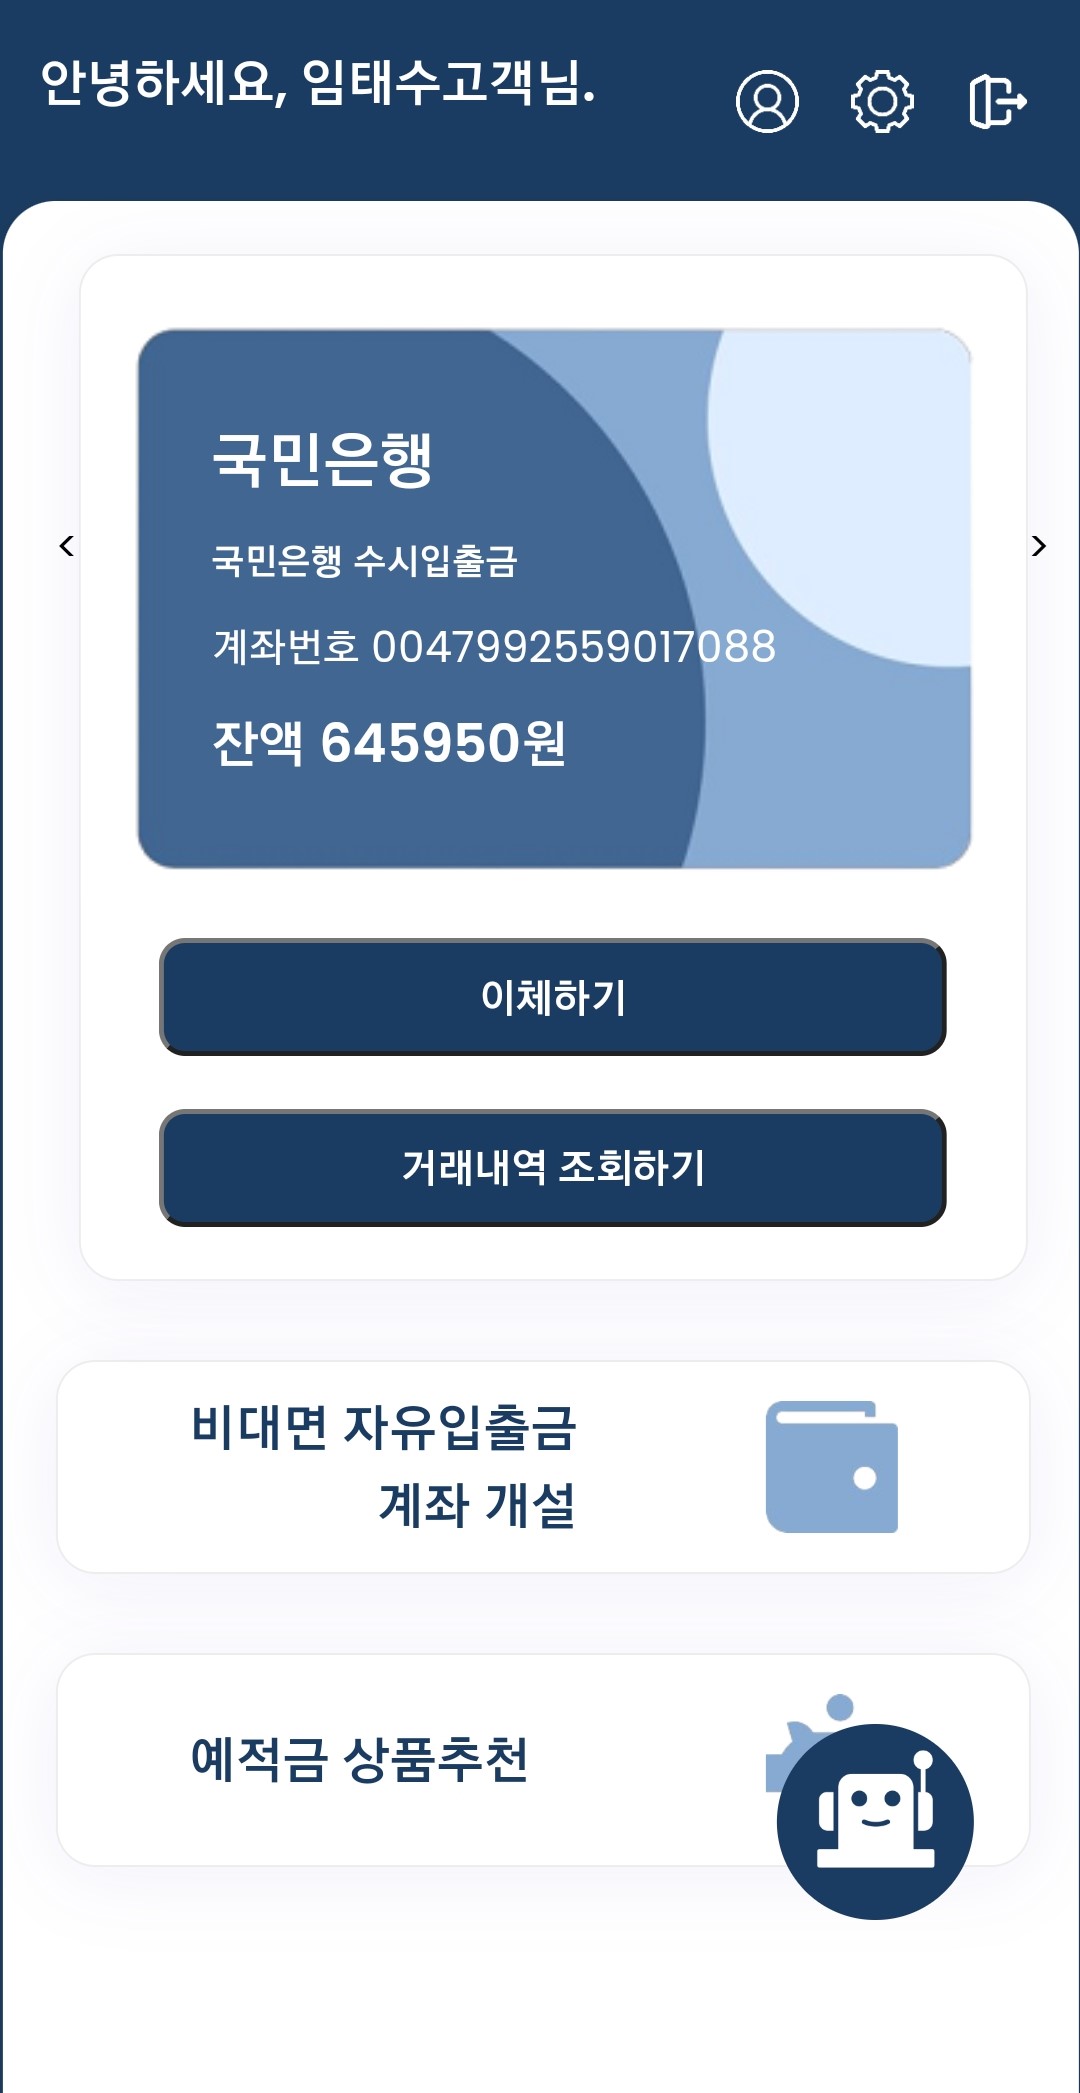 안녕하세요, 임태수고객님.
국민은행
국민은행 수시입출금
계좌번호 0047992559017088
잔액 645950원
<
>
이체하기
거래내역 조회하기
비대면 자유입출금
계좌 개설
예적금 상품추천